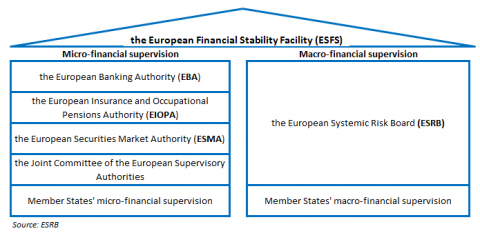 the European Financial Stability Facility (ESFS)
Micro-financial supervision
the European Banking Authority (EBA)
the European Insurance and Occupational
Pensions Authority (EIOPA)
the European Securities Market Authority (ESMA)
the Joint Committee of the European Supervisory
Authorities
Member States' micro-financial supervision
Macro-financial supervision
the European Systemic Risk Board (ESRB)
Member States' macro-financial supervision
Source: ESRB